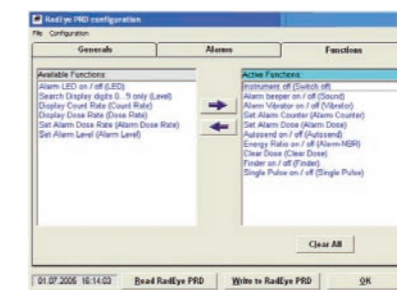 RadEye PRD configuration
File Configuration
Generals Alarms Functions
Available Functions:
Alarm LED on / off (LED)
Search Display digits 0...9 only (Level)
Display Count Rate (Count Rate)
Display Dose Rate (Dose Rate)
Set Alarm Dose Rate (Alarm Dose Rate)
Set Alarm Level (Alarm Level)
Active Functions:
Instrument off (Switch off)
Alarm beeper on / off (Sound)
Alarm Vibrator on / off (Vibrator)
Set Alarm Counter (Alarm Counter)
Set Alarm Dose (Alarm Dose)
Autosend on / off (Autosend)
Energy Ratio on / off (Alarm-NBR)
Clear Dose (Clear Dose)
Finder on / off (Finder)
Single Pulse on / off (Single Pulse)
Clear All
01.07.2005 16:14:03 Read RadEye PRD Write to RadEye PRD OK